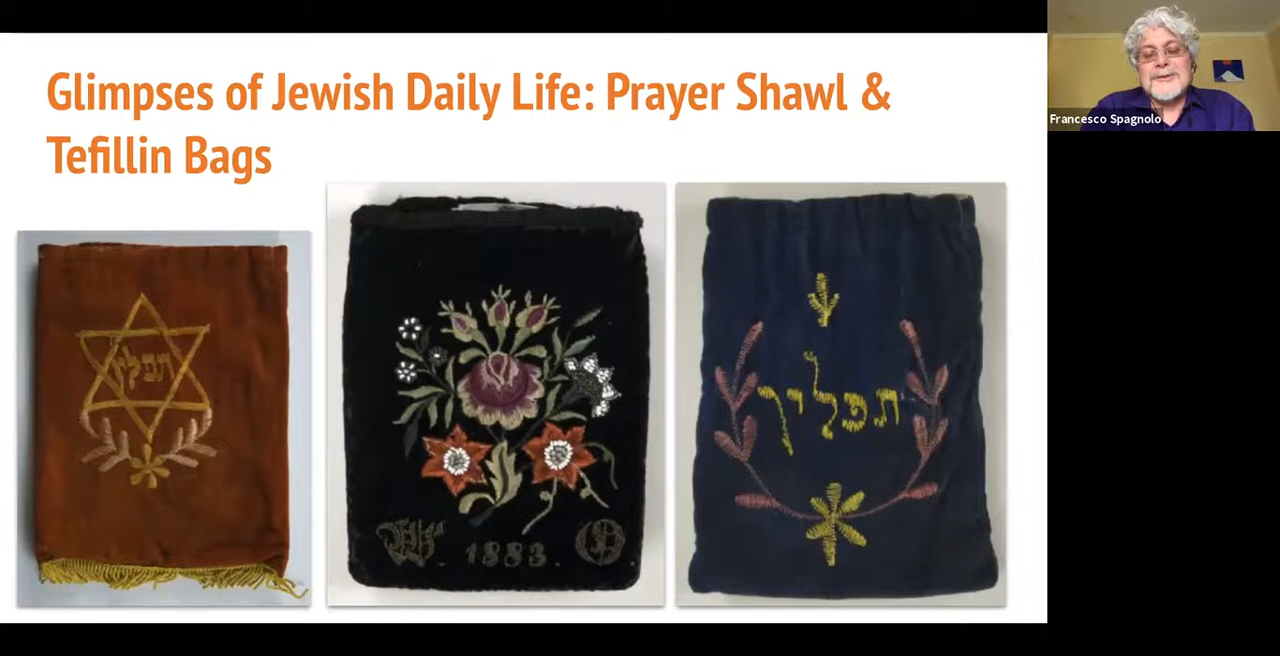 Glimpses of Jewish Daily Life: Prayer Shawl &
Tefillin Bags
Francesco Spagnolo
תפלין
1883.
תפלין